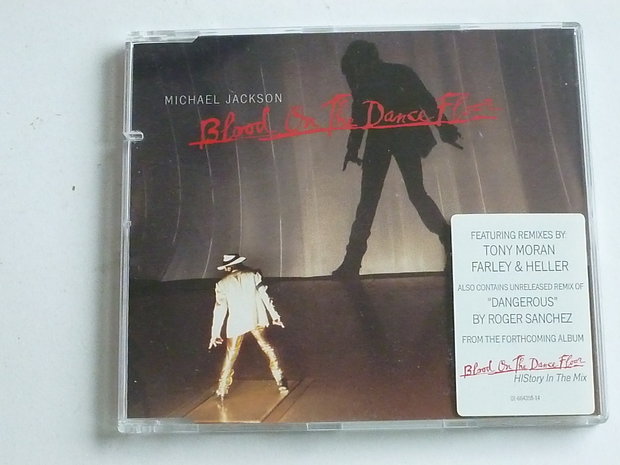 MICHAEL JACKSON
Blood On The Dance Floor
FEATURING REMIXES BY:
TONY MORAN
FARLEY & HELLER
ALSO CONTAINS UNRELEASED REMIX OF
"DANGEROUS"
BY ROGER SANCHEZ
FROM THE FORTHCOMING ALBUM
Blood On The Dance Floor
HIStory In The Mix